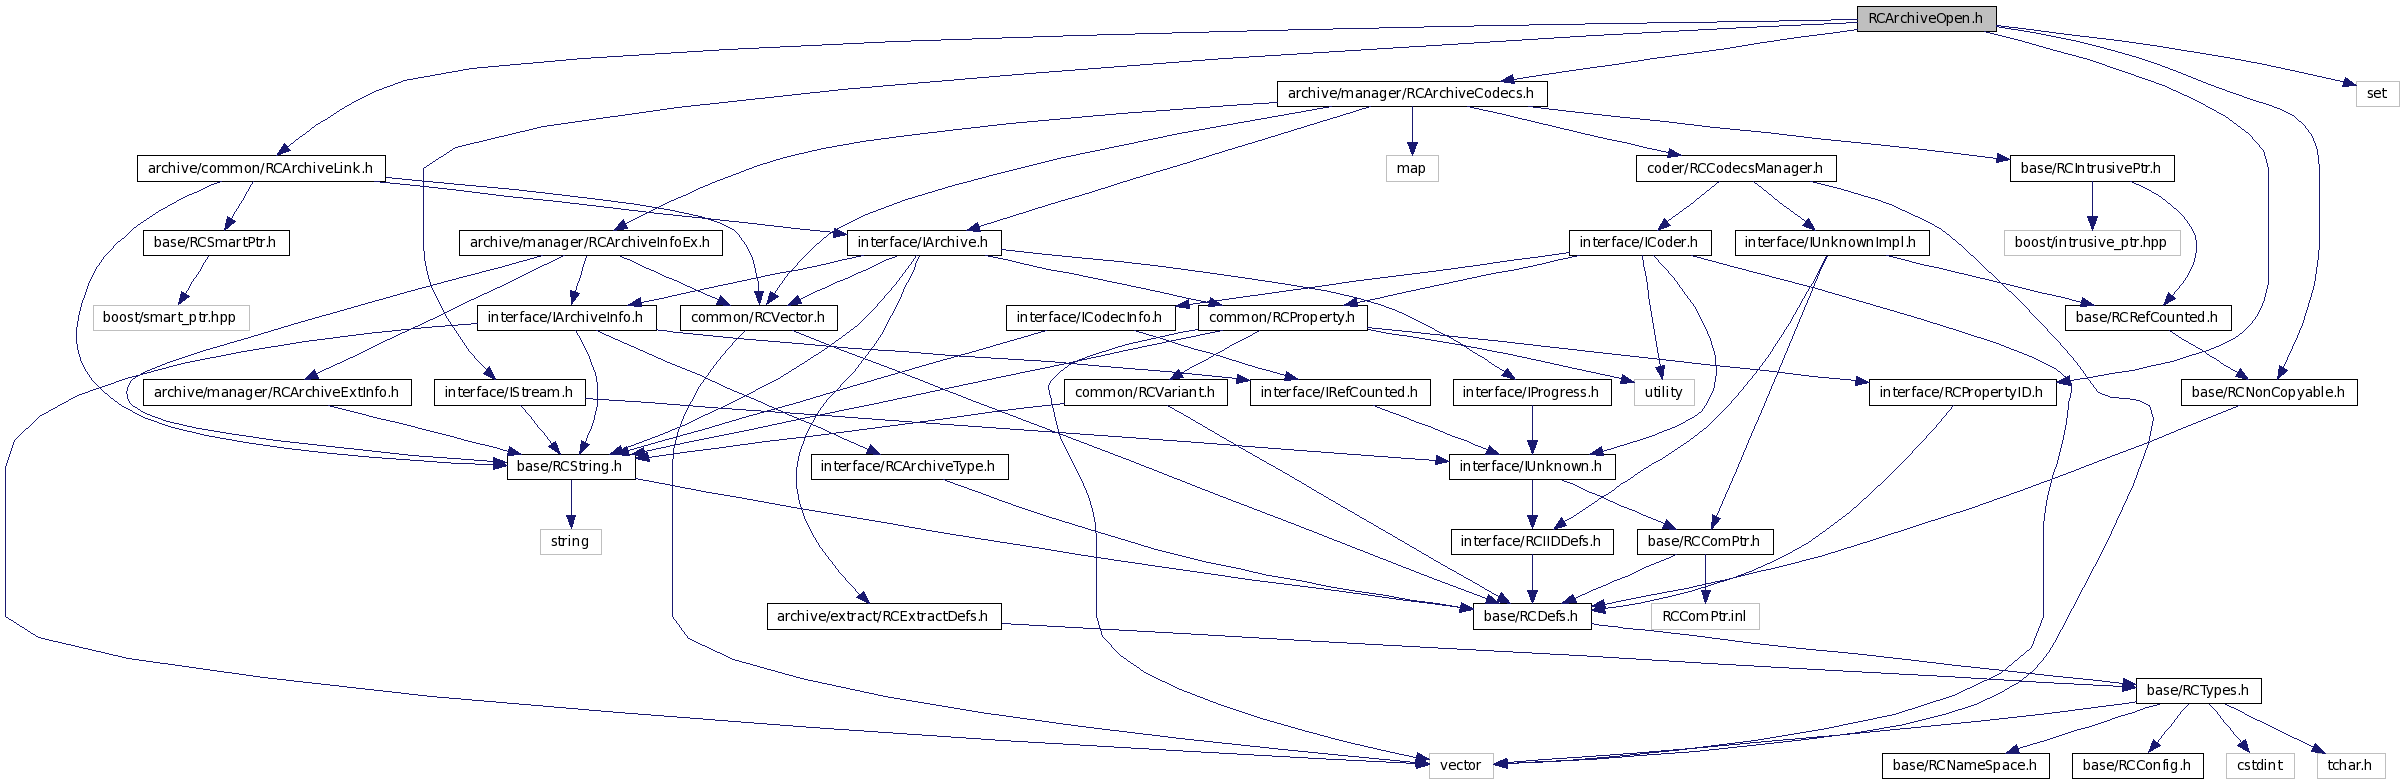 RCArchiveOpen.h
archive/manager/RCArchiveCodecs.h
set
archive/common/RCArchiveLink.h
map
coder/RCCodecsManager.h
base/RCIntrusivePtr.h
base/RCSmartPtr.h
archive/manager/RCArchiveInfoEx.h
interface/IArchive.h
interface/ICoder.h
interface/IUnknownImpl.h
boost/intrusive_ptr.hpp
boost/smart_ptr.hpp
interface/IArchiveInfo.h
common/RCVector.h
interface/ICodecInfo.h
common/RCProperty.h
base/RCRefCounted.h
archive/manager/RCArchiveExtInfo.h
interface/IStream.h
common/RCVariant.h
interface/IRefCounted.h
interface/IProgress.h
utility
interface/RCPropertyID.h
base/RCNonCopyable.h
base/RCString.h
interface/RCArchiveType.h
interface/IUnknown.h
string
interface/RCIIDDefs.h
base/RCComPtr.h
archive/extract/RCExtractDefs.h
base/RCDefs.h
RCComPtr.inl
base/RCTypes.h
vector
base/RCNameSpace.h
base/RCConfig.h
cstdint
tchar.h